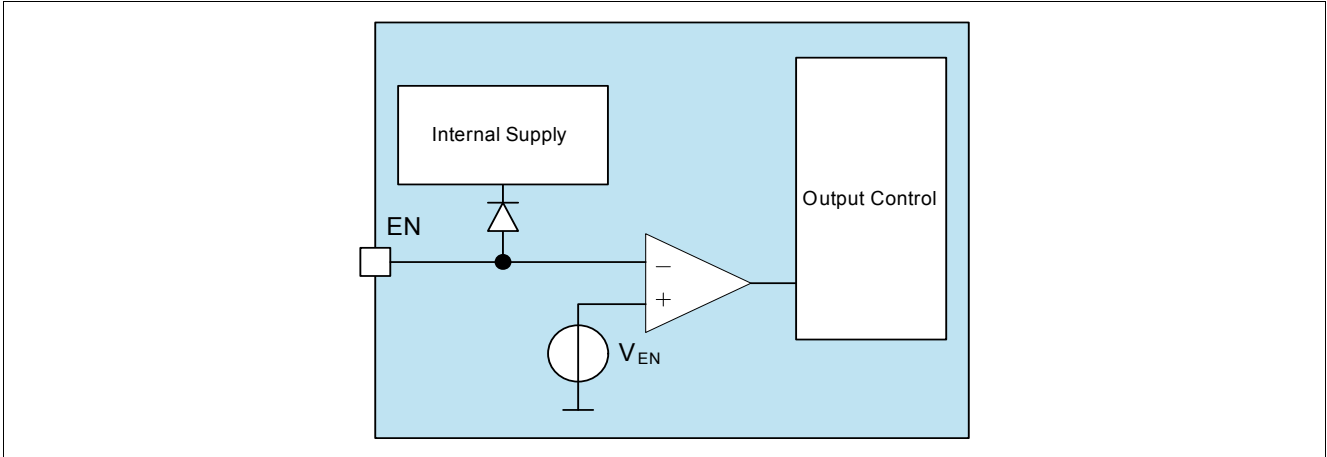 Internal Supply
Output Control
EN
−
+
VEN